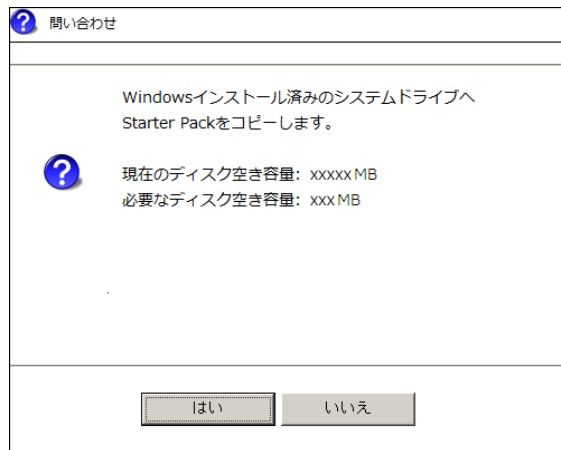 問い合わせ
Windowsインストール済みのシステムドライブへ
Starter Packをコピーします。
現在のディスク空き容量: xxxxx MB
必要なディスク空き容量: xxx MB
はい
いいえ